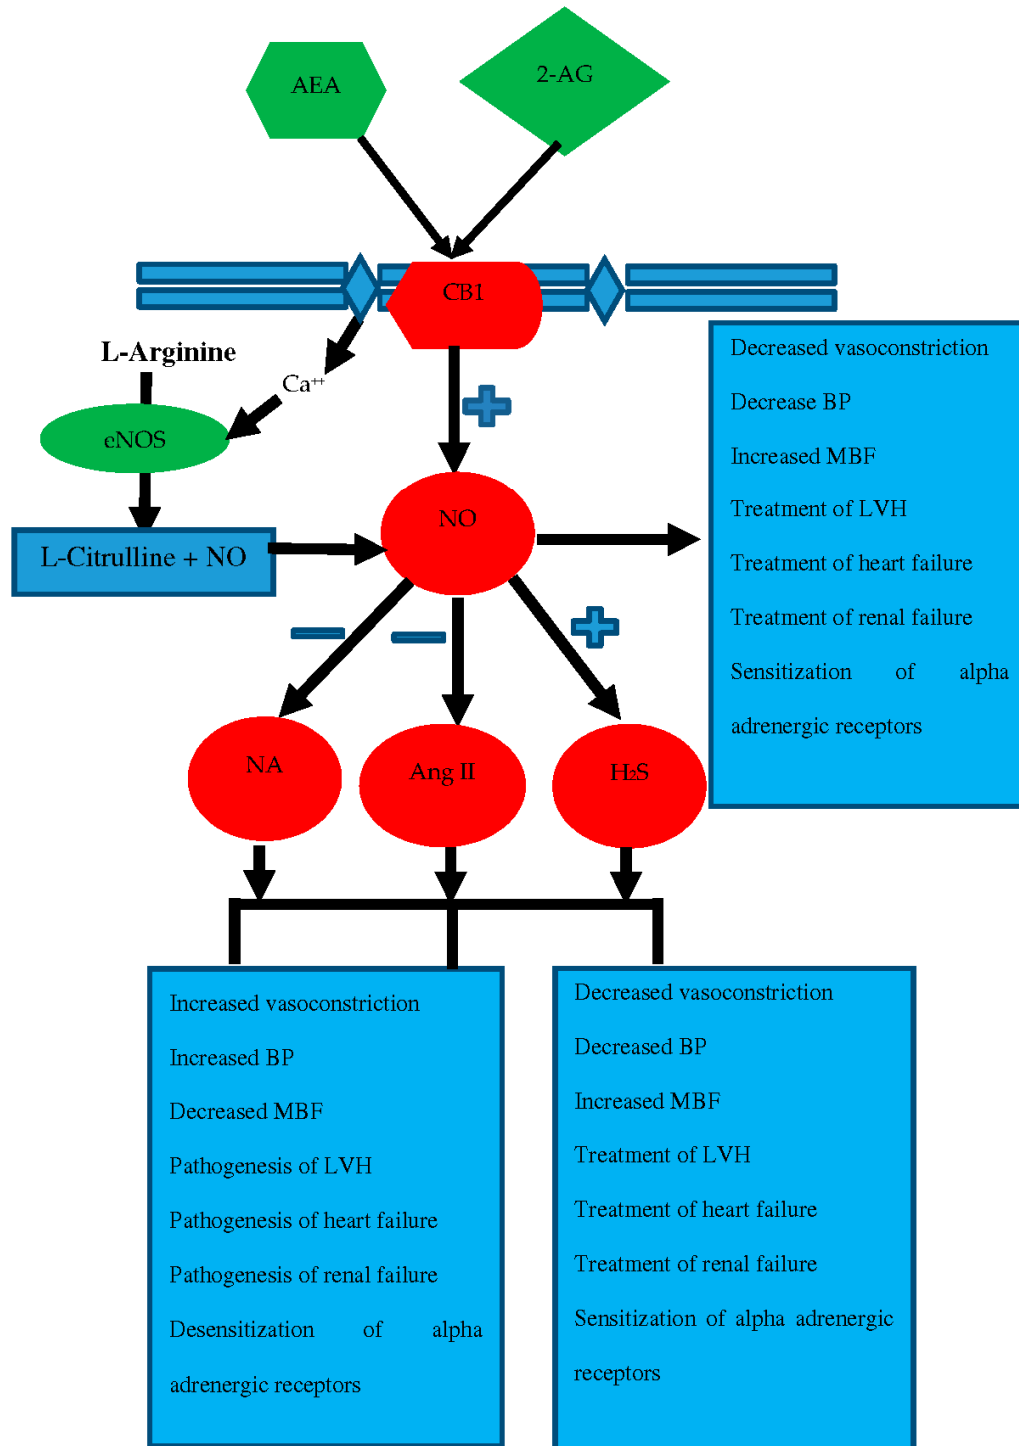 AEA
2-AG
CB1
L-Arginine
Ca++
eNOS
L-Citrulline + NO
NO
Decreased vasoconstriction
Decrease BP
Increased MBF
Treatment of LVH
Treatment of heart failure
Treatment of renal failure
Sensitization of alpha
adrenergic receptors
NA
Ang II
H₂S
Increased vasoconstriction
Increased BP
Decreased MBF
Pathogenesis of LVH
Pathogenesis of heart failure
Pathogenesis of renal failure
Desensitization of alpha
adrenergic receptors
Decreased vasoconstriction
Decreased BP
Increased MBF
Treatment of LVH
Treatment of heart failure
Treatment of renal failure
Sensitization of alpha adrenergic
receptors